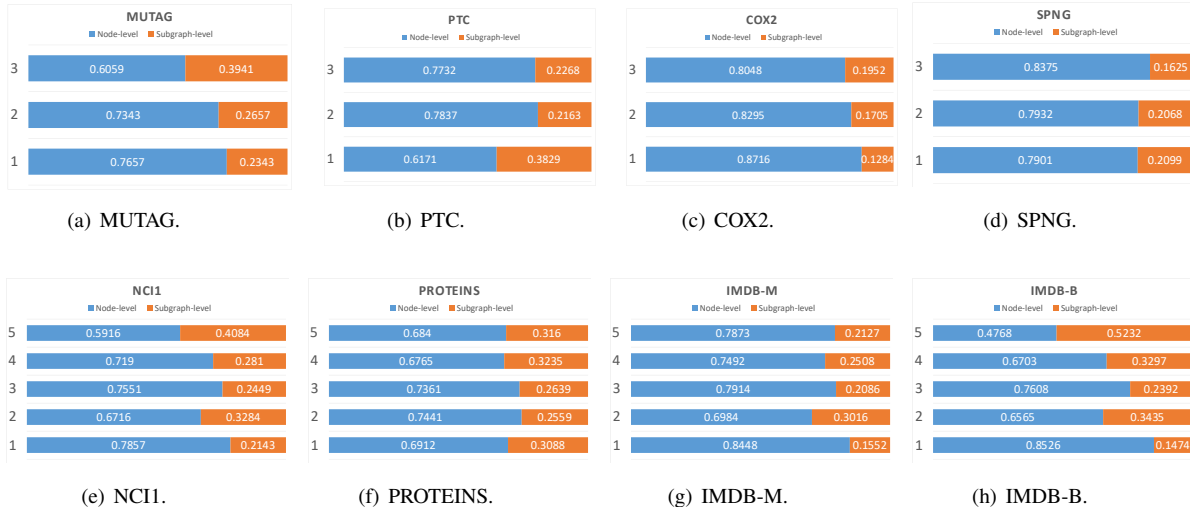 MUTAG
Node-level Subgraph-level
3 0.6059 0.3941
2 0.7343 0.2657
1 0.7657 0.2343
(a) MUTAG.
PTC
Node-level Subgraph-level
3 0.7732 0.2268
2 0.7837 0.2163
1 0.6171 0.3829
(b) PTC.
COX2
Node-level Subgraph-level
3 0.8048 0.1952
2 0.8295 0.1705
1 0.8716 0.1284
(c) COX2.
SPNG
Node-level Subgraph-level
3 0.8375 0.1625
2 0.7932 0.2068
1 0.7901 0.2099
(d) SPNG.
NCI1
Node-level Subgraph-level
5 0.5916 0.4084
4 0.719 0.281
3 0.7551 0.2449
2 0.6716 0.3284
1 0.7857 0.2143
(e) NCI1.
PROTEINS
Node-level Subgraph-level
5 0.684 0.316
4 0.6765 0.3235
3 0.7361 0.2639
2 0.7441 0.2559
1 0.6912 0.3088
(f) PROTEINS.
IMDB-M
Node-level Subgraph-level
5 0.7873 0.2127
4 0.7492 0.2508
3 0.7914 0.2086
2 0.6984 0.3016
1 0.8448 0.1552
(g) IMDB-M.
IMDB-B
Node-level Subgraph-level
5 0.4768 0.5232
4 0.6703 0.3297
3 0.7608 0.2392
2 0.6565 0.3435
1 0.8526 0.1474
(h) IMDB-B.